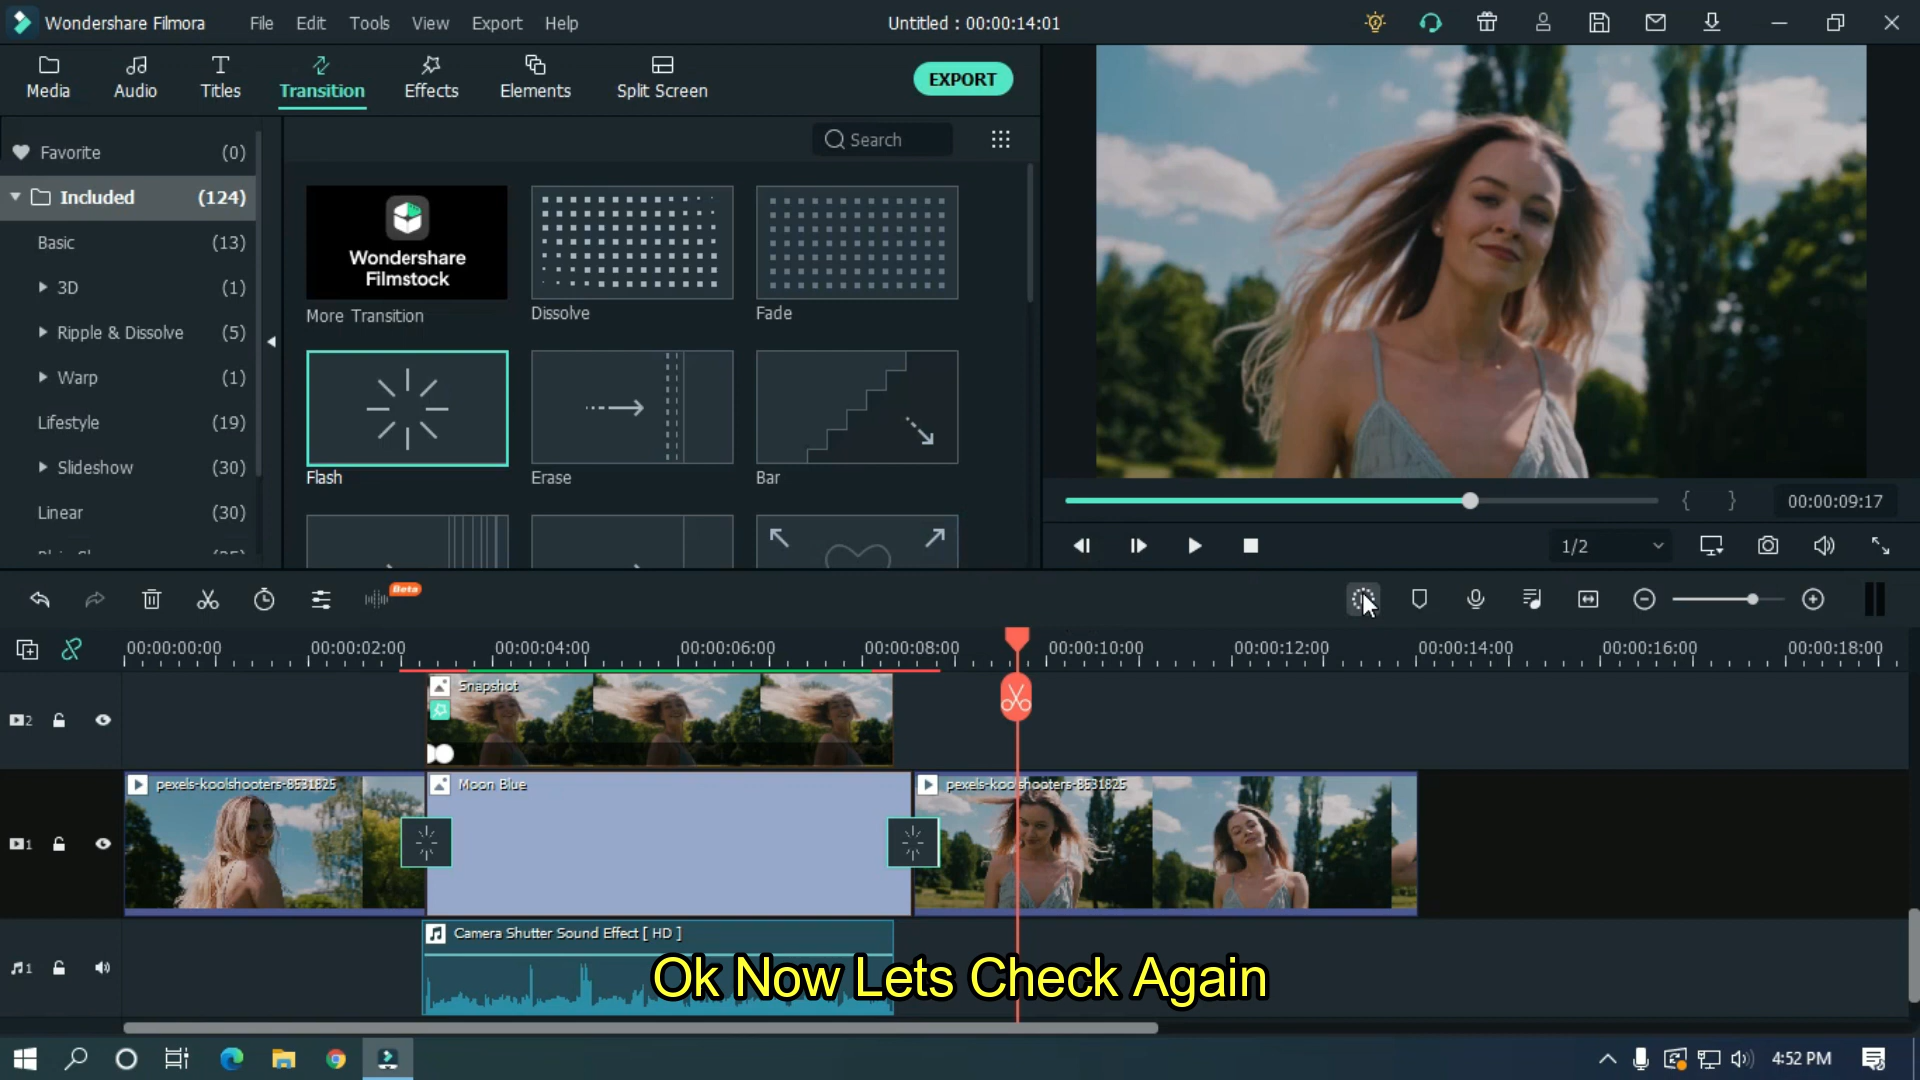 Wondershare Filmora File Edit Tools View Export Help Untitled : 00:00:14:01
Media Audio Titles Transition Effects Elements Split Screen EXPORT
Search
Favorite (0)
Included (124)
Basic (13)
3D (1)
Ripple & Dissolve (5)
Warp (1)
Lifestyle (19)
Slideshow (30)
Linear (30)
Wondershare
Filmstock
More Transition Dissolve Fade
Flash Erase Bar
{ } 00:00:09:17
1/2
Beta
00:00:00:00 00:00:02:00 00:00:04:00 00:00:06:00 00:00:08:00 00:00:10:00 00:00:12:00 00:00:14:00 00:00:16:00 00:00:18:00
2 Snapshot
pexels-koolshooters-8531825 Moon Blue pexels-koolshooters-8531825
1
Camera Shutter Sound Effect [ HD ]
1
Ok Now Lets Check Again
4:52 PM